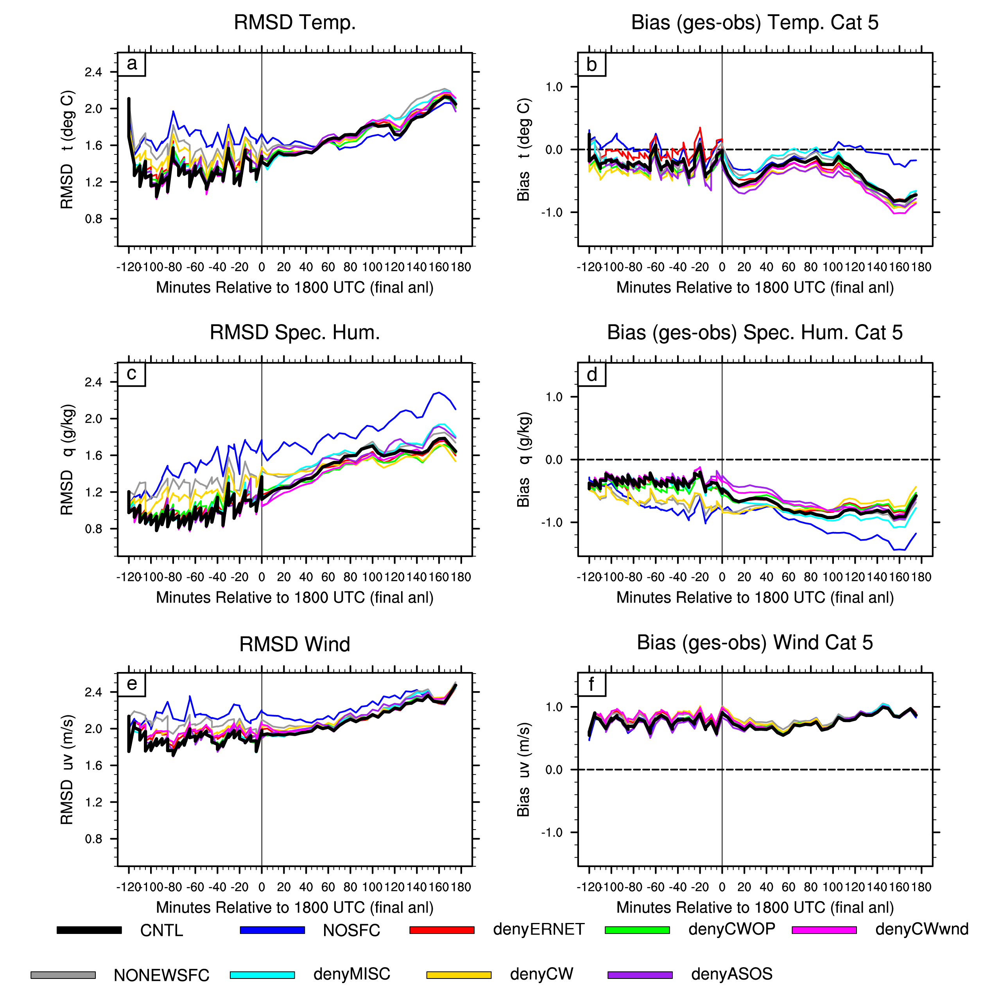 RMSD Temp.
a
RMSD t (deg C)
2.4
2.0
1.6
1.2
0.8
-120 -100 -80 -60 -40 -20 0 20 40 60 80 100 120 140 160 180
Minutes Relative to 1800 UTC (final anl)
Bias (ges-obs) Temp. Cat 5
b
Bias t (deg C)
1.0
0.0
-1.0
-120 -100 -80 -60 -40 -20 0 20 40 60 80 100 120 140 160 180
Minutes Relative to 1800 UTC (final anl)
RMSD Spec. Hum.
c
RMSD q (g/kg)
2.4
2.0
1.6
1.2
0.8
-120 -100 -80 -60 -40 -20 0 20 40 60 80 100 120 140 160 180
Minutes Relative to 1800 UTC (final anl)
Bias (ges-obs) Spec. Hum. Cat 5
d
Bias q (g/kg)
1.0
0.0
-1.0
-120 -100 -80 -60 -40 -20 0 20 40 60 80 100 120 140 160 180
Minutes Relative to 1800 UTC (final anl)
RMSD Wind
e
RMSD uv (m/s)
2.4
2.0
1.6
1.2
0.8
-120 -100 -80 -60 -40 -20 0 20 40 60 80 100 120 140 160 180
Minutes Relative to 1800 UTC (final anl)
Bias (ges-obs) Wind Cat 5
f
Bias uv (m/s)
1.0
0.0
-1.0
-120 -100 -80 -60 -40 -20 0 20 40 60 80 100 120 140 160 180
Minutes Relative to 1800 UTC (final anl)
CNTL NOSFC denyERNET denyCWOP denyCWwnd
NONEWSFC denyMISC denyCW denyASOS